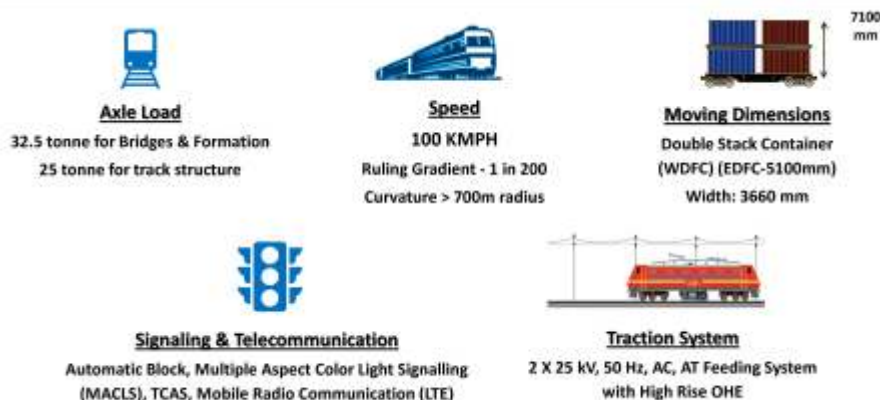 7100
mm
Axle Load
32.5 tonne for Bridges & Formation
25 tonne for track structure
Speed
100 KMPH
Ruling Gradient - 1 in 200
Curvature > 700m radius
Moving Dimensions
Double Stack Container
(WDFC) (EDFC-5100mm)
Width: 3660 mm
Signaling & Telecommunication
Automatic Block, Multiple Aspect Color Light Signalling
(MACLS), TCAS, Mobile Radio Communication (LTE)
Traction System
2 X 25 kV, 50 Hz, AC, AT Feeding System
with High Rise OHE